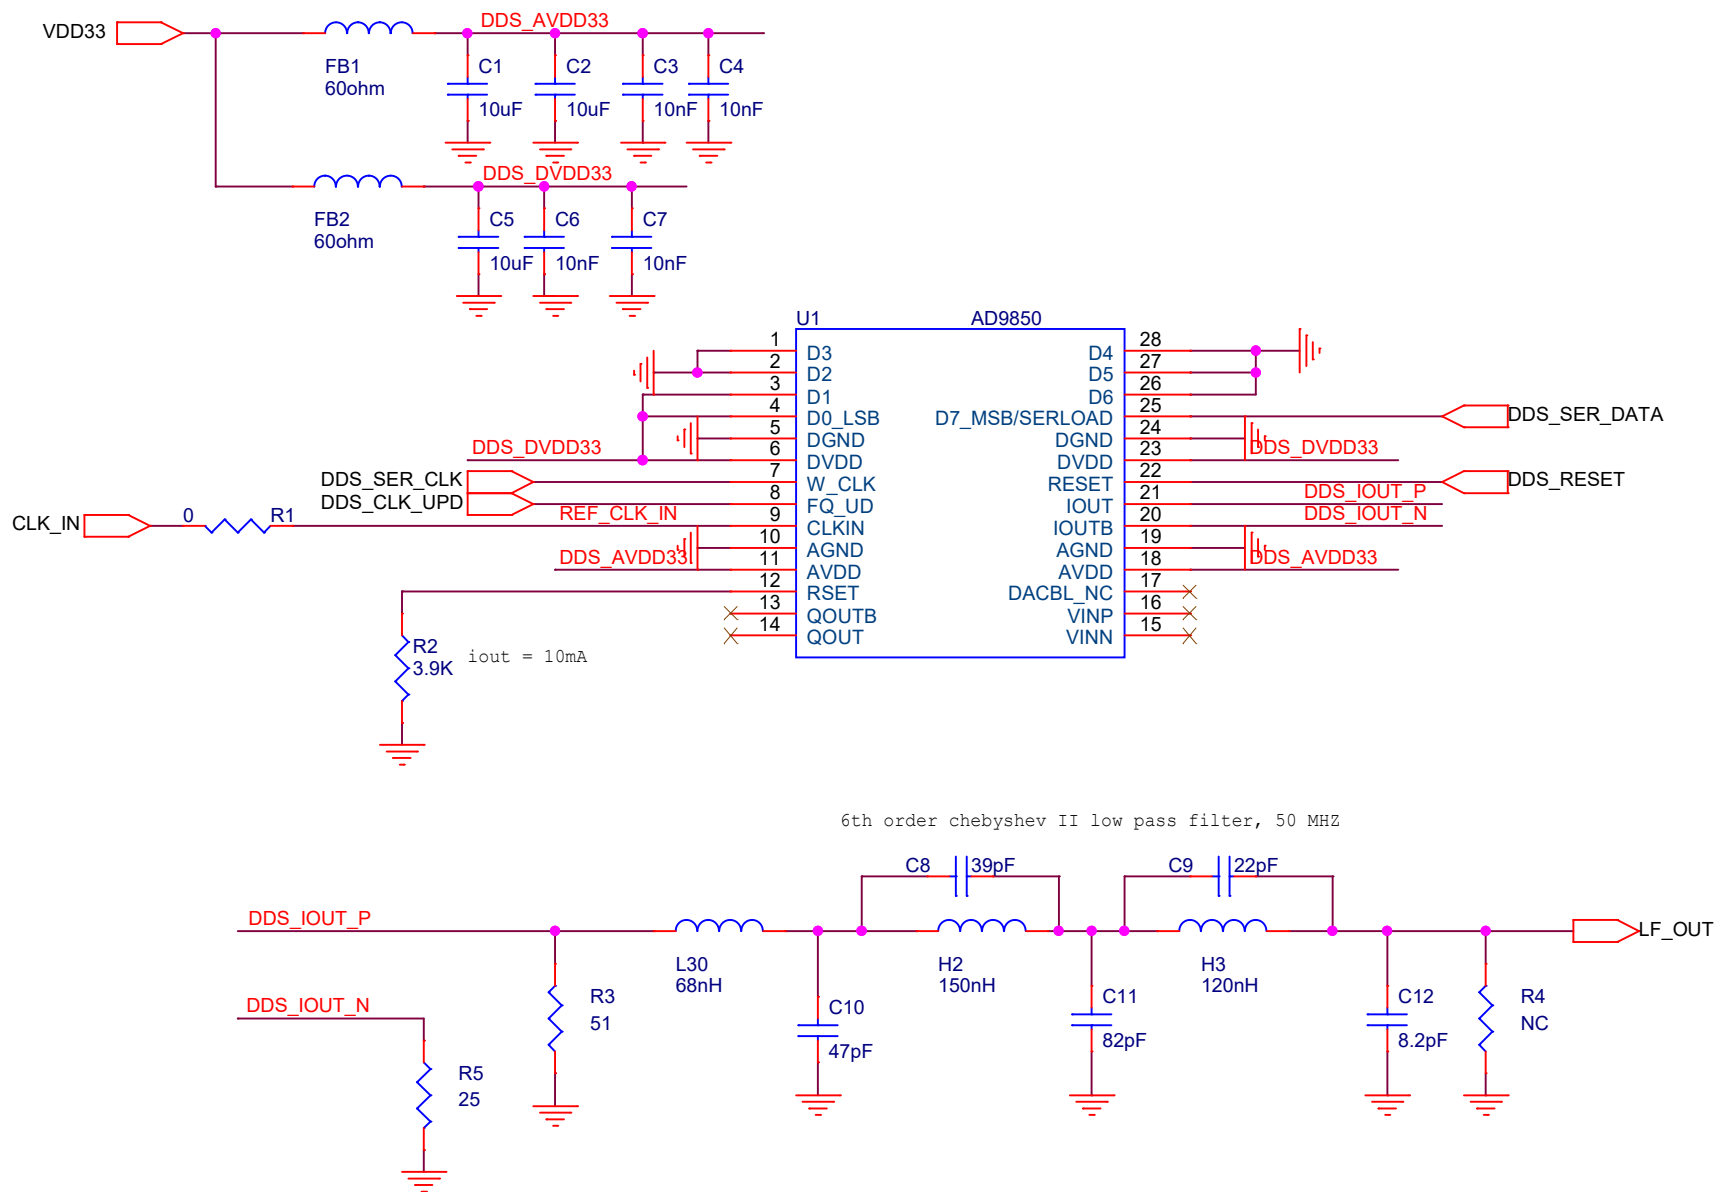 VDD33
DDS_AVDD33
FB1
60ohm
C1
10uF
C2
10uF
C3
10nF
C4
10nF
DDS_DVDD33
FB2
60ohm
C5
10uF
C6
10nF
C7
10nF
U1
AD9850
1
2
3
4
5
6
7
8
9
10
11
12
13
14
D3
D2
D1
D0_LSB
DGND
DVDD
W_CLK
FQ_UD
CLKIN
AGND
AVDD
RSET
QOUTB
QOUT
D4
D5
D6
D7_MSB/SERLOAD
DGND
DVDD
RESET
IOUT
IOUTB
AGND
AVDD
DACBL_NC
VINP
VINN
28
27
26
25
24
23
22
21
20
19
18
17
16
15
DDS_DVDD33
DDS_SER_CLK
DDS_CLK_UPD
CLK_IN
0
R1
REF_CLK_IN
DDS_AVDD33
R2
3.9K
iout = 10mA
DDS_SER_DATA
DDS_DVDD33
DDS_RESET
DDS_IOUT_P
DDS_IOUT_N
DDS_AVDD33
6th order chebyshev II low pass filter, 50 MHZ
C8
39pF
C9
22pF
DDS_IOUT_P
LF_OUT
L30
68nH
H2
150nH
H3
120nH
DDS_IOUT_N
R3
51
C10
47pF
C11
82pF
C12
8.2pF
R4
NC
R5
25